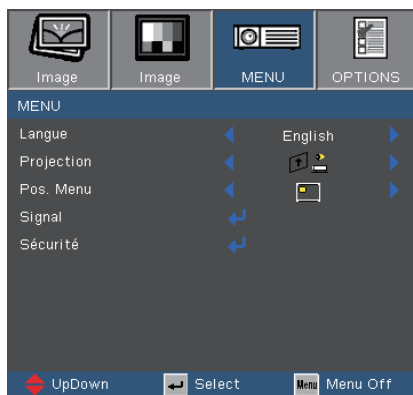 Image Image MENU OPTIONS
MENU
Langue English
Projection
Pos. Menu
Signal
Sécurité
UpDown Select Menu Menu Off